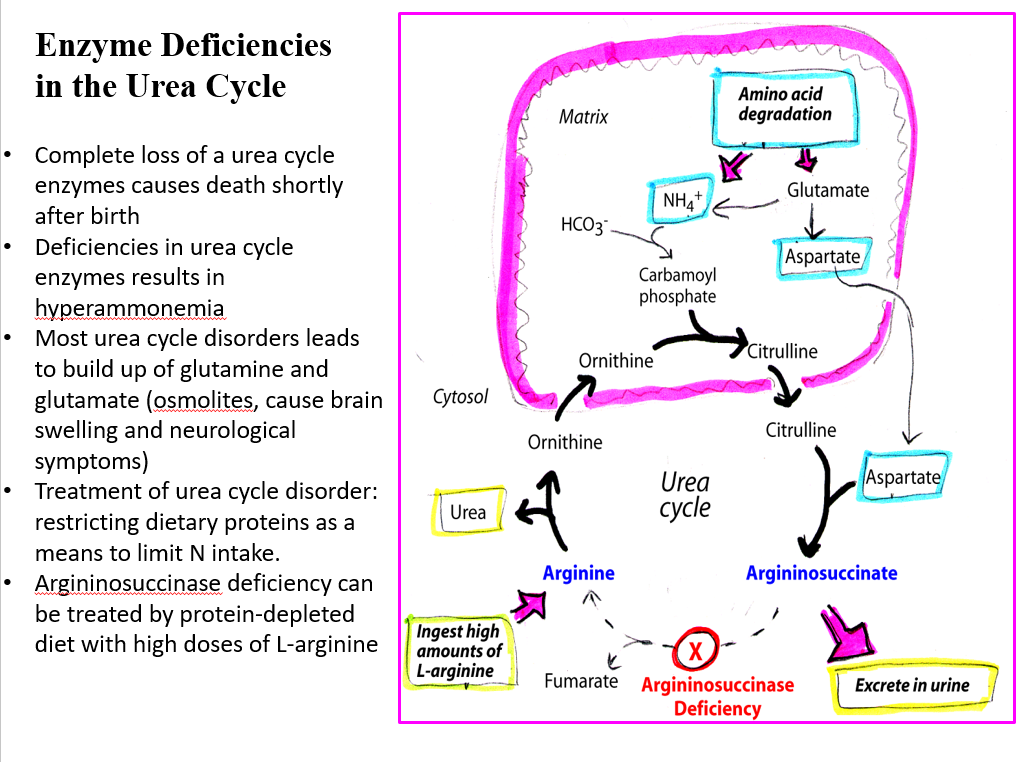 Enzyme Deficiencies
in the Urea Cycle
• Complete loss of a urea cycle
enzymes causes death shortly
after birth
• Deficiencies in urea cycle
enzymes results in
hyperammonemia
• Most urea cycle disorders leads
to build up of glutamine and
glutamate (osmolites, cause brain
swelling and neurological
symptoms)
• Treatment of urea cycle disorder:
restricting dietary proteins as a
means to limit N intake.
• Argininosuccinase deficiency can
be treated by protein-depleted
diet with high doses of L-arginine
Matrix
Amino acid
degradation
NH₄⁺
Glutamate
HCO₃⁻
Aspartate
Carbamoyl
phosphate
Ornithine
Citrulline
Cytosol
Ornithine
Citrulline
Urea
cycle
Aspartate
Urea
Arginine
Argininosuccinate
Ingest high
amounts of
L-arginine
Fumarate
X
Argininosuccinase
Deficiency
Excrete in urine